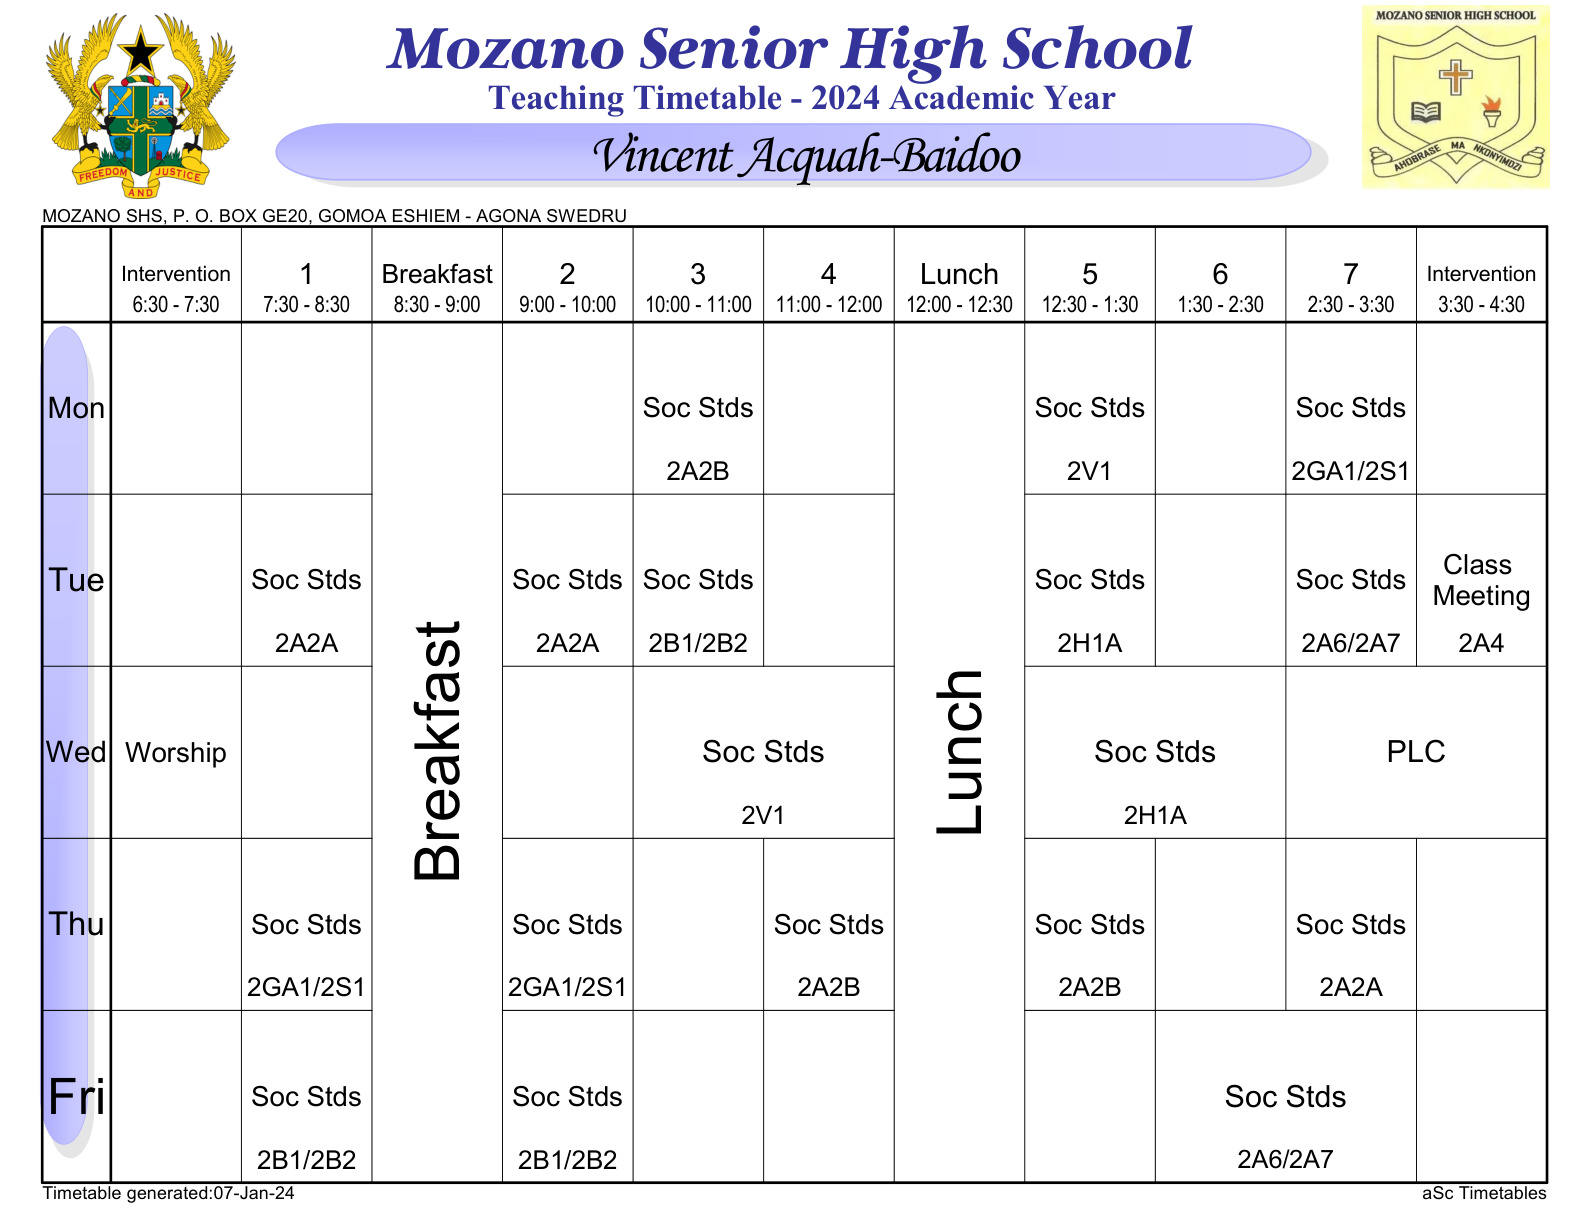 MOZANO SENIOR HIGH SCHOOL
Mozano Senior High School
Teaching Timetable - 2024 Academic Year
Vincent Acquah-Baidoo
FREEDOM AND JUSTICE
AHOBRASE MA NKONYIMDZI
MOZANO SHS, P. O. BOX GE20, GOMOA ESHIEM - AGONA SWEDRU
Intervention 1 Breakfast 2 3 4 Lunch 5 6 7 Intervention
6:30 - 7:30 7:30 - 8:30 8:30 - 9:00 9:00 - 10:00 10:00 - 11:00 11:00 - 12:00 12:00 - 12:30 12:30 - 1:30 1:30 - 2:30 2:30 - 3:30 3:30 - 4:30
Mon Soc Stds Soc Stds Soc Stds
2A2B 2V1 2GA1/2S1
Tue Soc Stds Soc Stds Soc Stds Soc Stds Soc Stds Class Meeting
2A2A 2A2A 2B1/2B2 2H1A 2A6/2A7 2A4
Breakfast
Lunch
Wed Worship Soc Stds Soc Stds PLC
2V1 2H1A
Thu Soc Stds Soc Stds Soc Stds Soc Stds Soc Stds
2GA1/2S1 2GA1/2S1 2A2B 2A2B 2A2A
Fri Soc Stds Soc Stds Soc Stds
2B1/2B2 2B1/2B2 2A6/2A7
Timetable generated:07-Jan-24 aSc Timetables